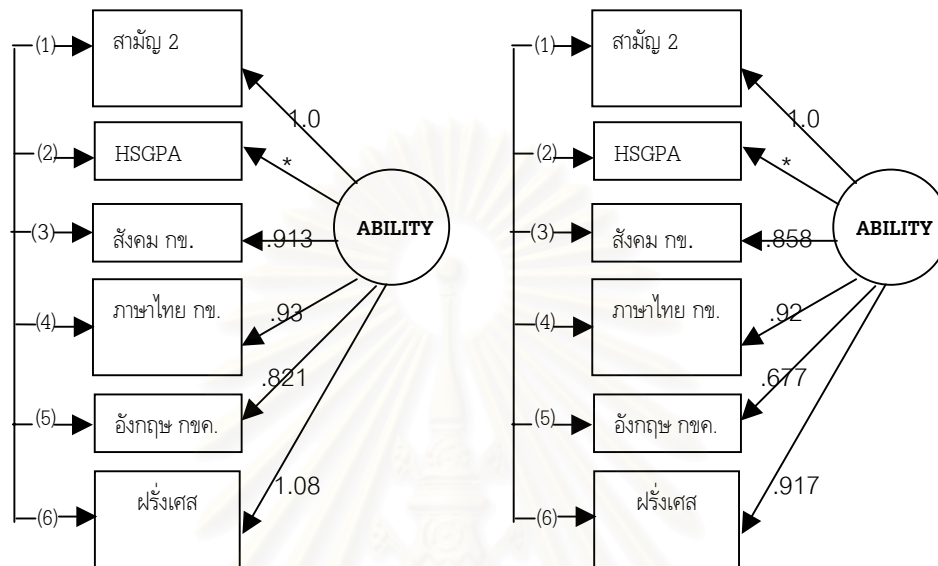 (1)
สามัญ 2
1.0
(2)
HSGPA
*
(3)
สังคม กข.
.913
ABILITY
(4)
ภาษาไทย กข.
.93
.821
(5)
อังกฤษ กขค.
(6)
ฝรั่งเศส
1.08
(1)
สามัญ 2
1.0
(2)
HSGPA
*
(3)
สังคม กข.
.858
ABILITY
(4)
ภาษาไทย กข.
.92
.677
(5)
อังกฤษ กขค.
(6)
ฝรั่งเศส
.917